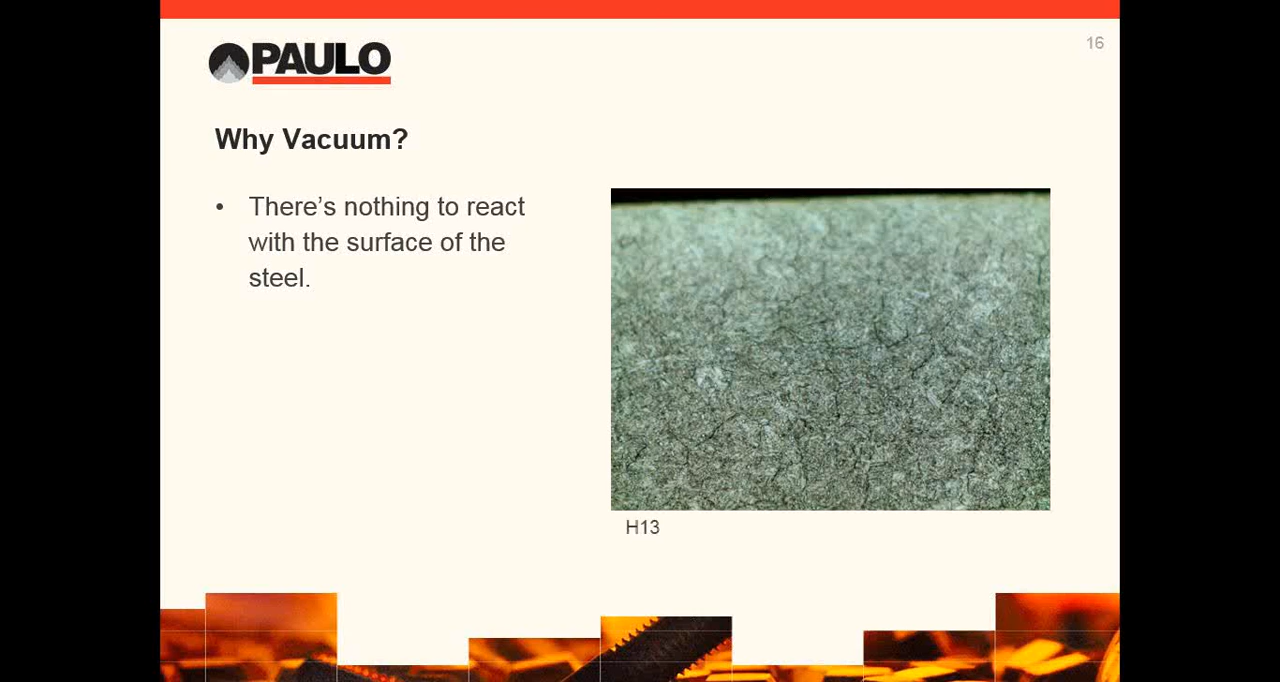 16
PAULO
Why Vacuum?
• There’s nothing to react
with the surface of the
steel.
H13